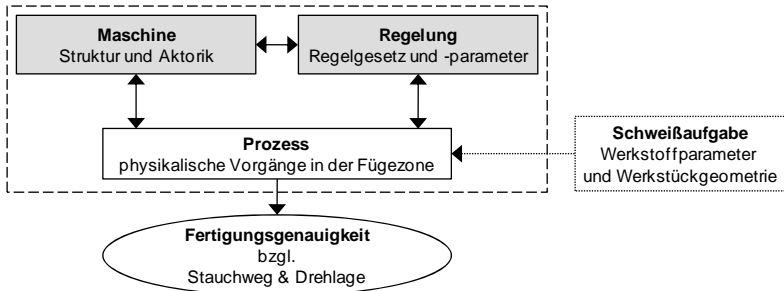 Maschine
Struktur und Aktorik
Regelung
Regelgesetz und -parameter
Prozess
physikalische Vorgänge in der Fügezone
Schweißaufgabe
Werkstoffparameter
und Werkstückgeometrie
Fertigungsgenauigkeit
bzgl.
Stauchweg & Drehlage